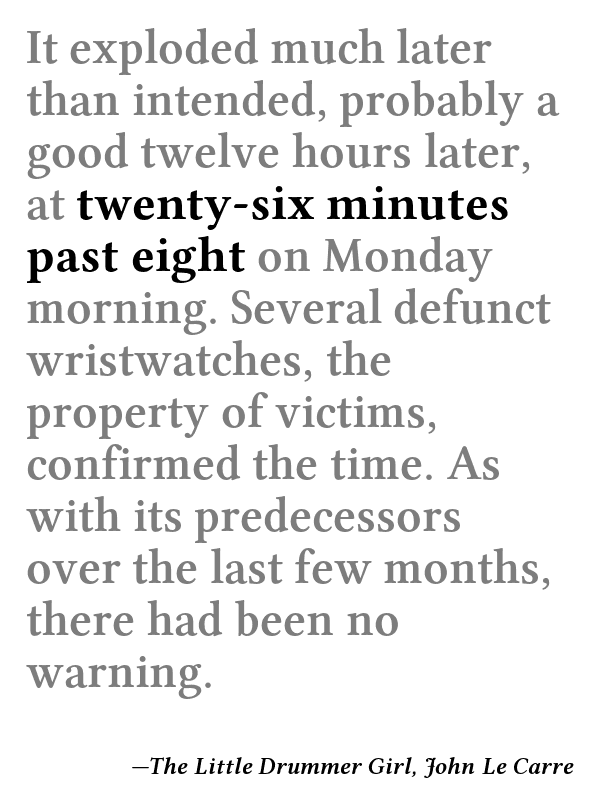 It exploded much later
than intended, probably a
good twelve hours later,
at twenty-six minutes
past eight on Monday
morning. Several defunct
wristwatches, the
property of victims,
confirmed the time. As
with its predecessors
over the last few months,
there had been no
warning.
—The Little Drummer Girl, John Le Carre